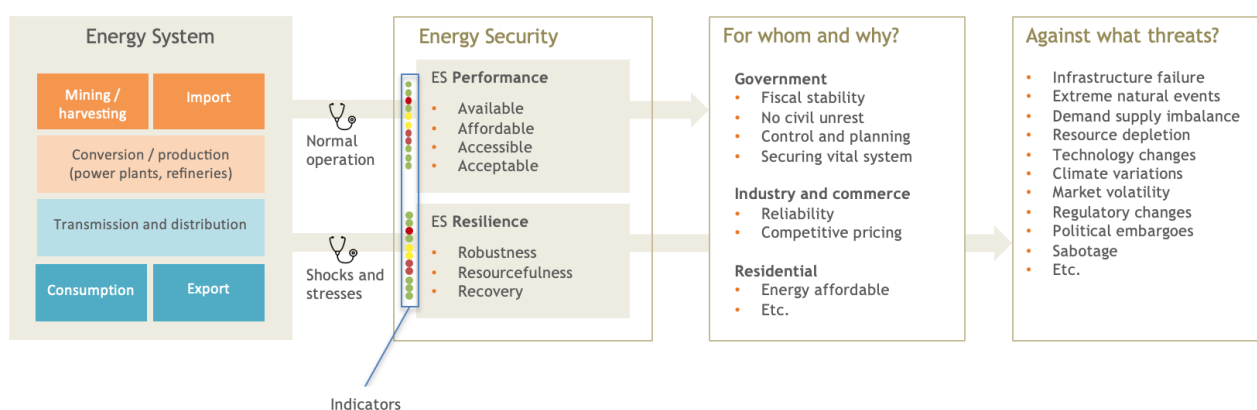 Energy System
Mining /
harvesting
Import
Conversion / production
(power plants, refineries)
Transmission and distribution
Consumption
Export
Normal
operation
Shocks and
stresses
Indicators
Energy Security
ES Performance
• Available
• Affordable
• Accessible
• Acceptable
ES Resilience
• Robustness
• Resourcefulness
• Recovery
For whom and why?
Government
• Fiscal stability
• No civil unrest
• Control and planning
• Securing vital system
Industry and commerce
• Reliability
• Competitive pricing
Residential
• Energy affordable
• Etc.
Against what threats?
• Infrastructure failure
• Extreme natural events
• Demand supply imbalance
• Resource depletion
• Technology changes
• Climate variations
• Market volatility
• Regulatory changes
• Political embargoes
• Sabotage
• Etc.